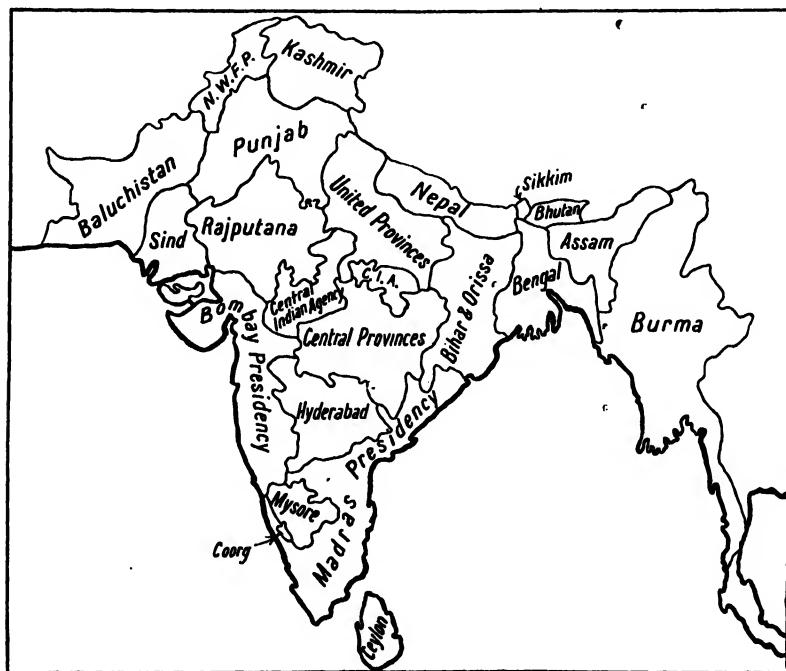 Kashmir
N.W.F.P.
Punjab
Baluchistan
Sikkim
Nepal
United Provinces
Bhutan
Sind
Rajputana
Assam
C.I.A.
Central
Indian Agency
Bengal
Bihar & Orissa
Bombay Presidency
Central Provinces
Burma
Hyderabad
Madras Presidency
Mysore
Coorg
Ceylon